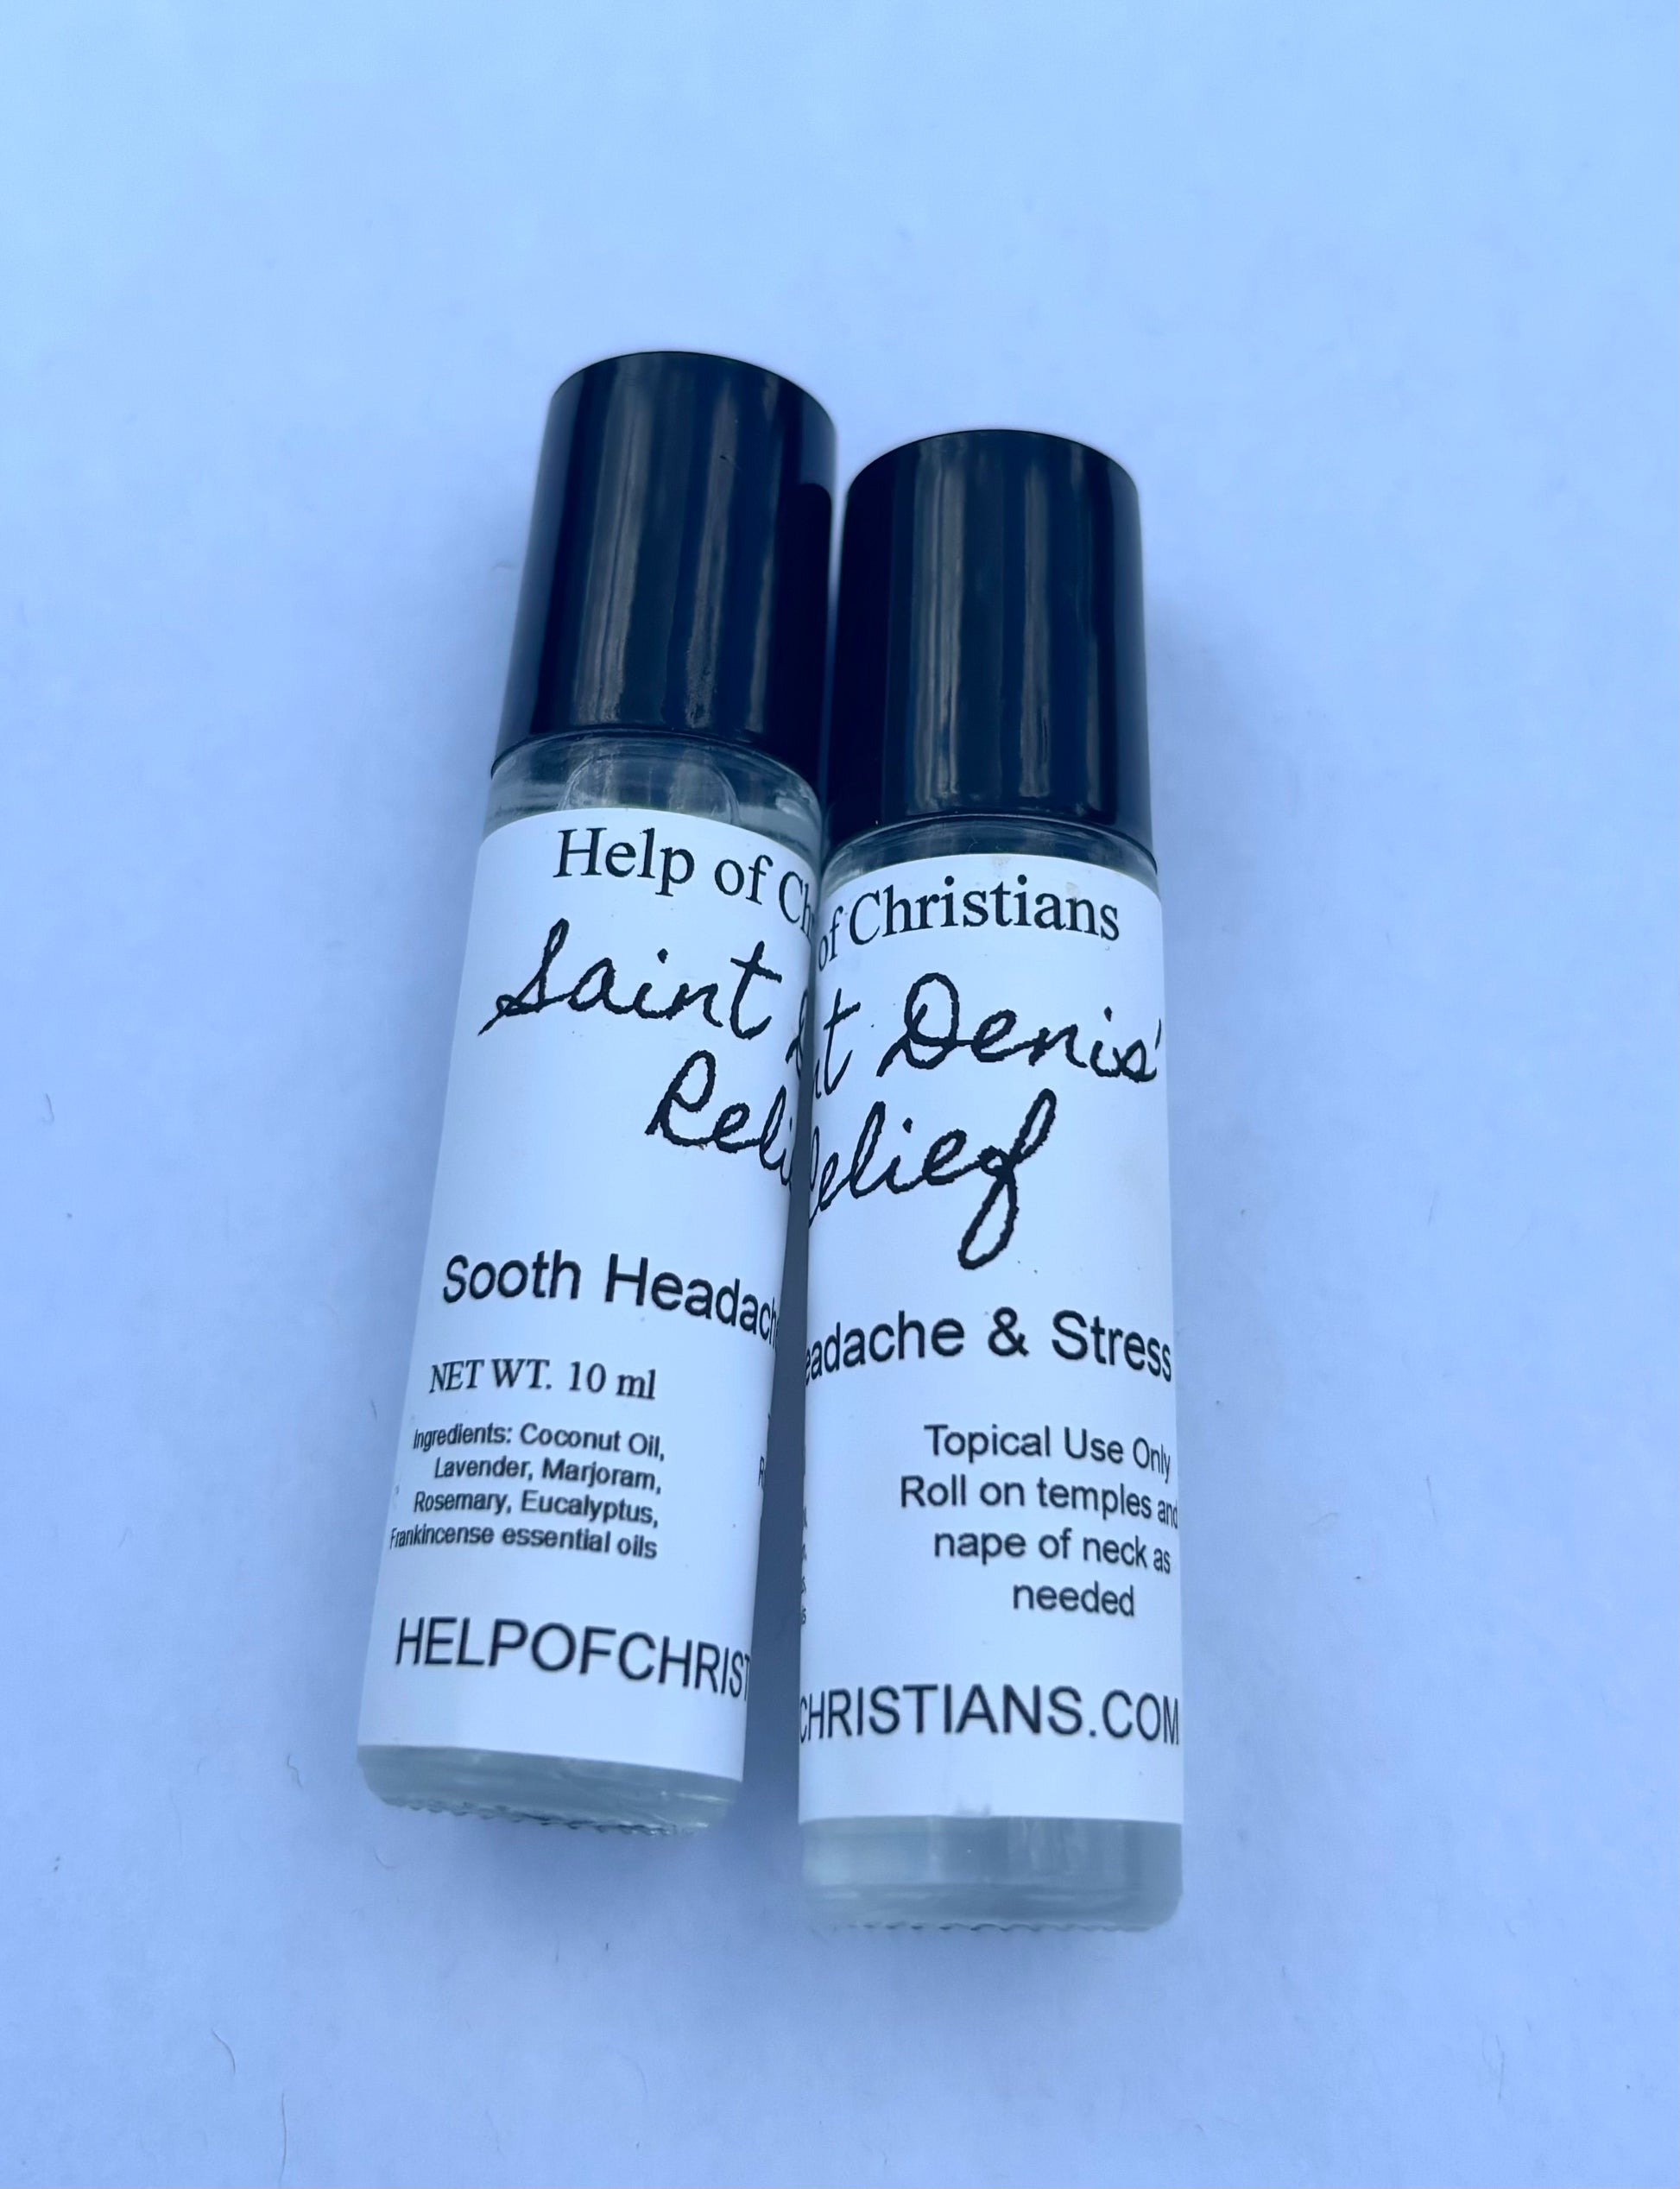 Help of Ch
Saint
Reli
Sooth Headach
NET WT. 10 ml
Ingredients: Coconut Oil,
Lavender, Marjoram,
Rosemary, Eucalyptus,
Frankincense essential oils
HELPOFCHRIST
of Christians
t Denis'
elief
eadache & Stress
Topical Use Only
Roll on temples and
nape of neck as
needed
CHRISTIANS.COM